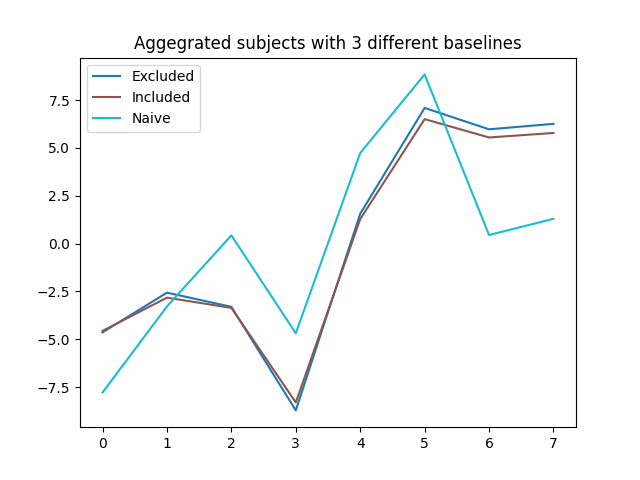 Aggegrated subjects with 3 different baselines
Excluded
Included
Naive
7.5
5.0
2.5
0.0
−2.5
−5.0
−7.5
0 1 2 3 4 5 6 7